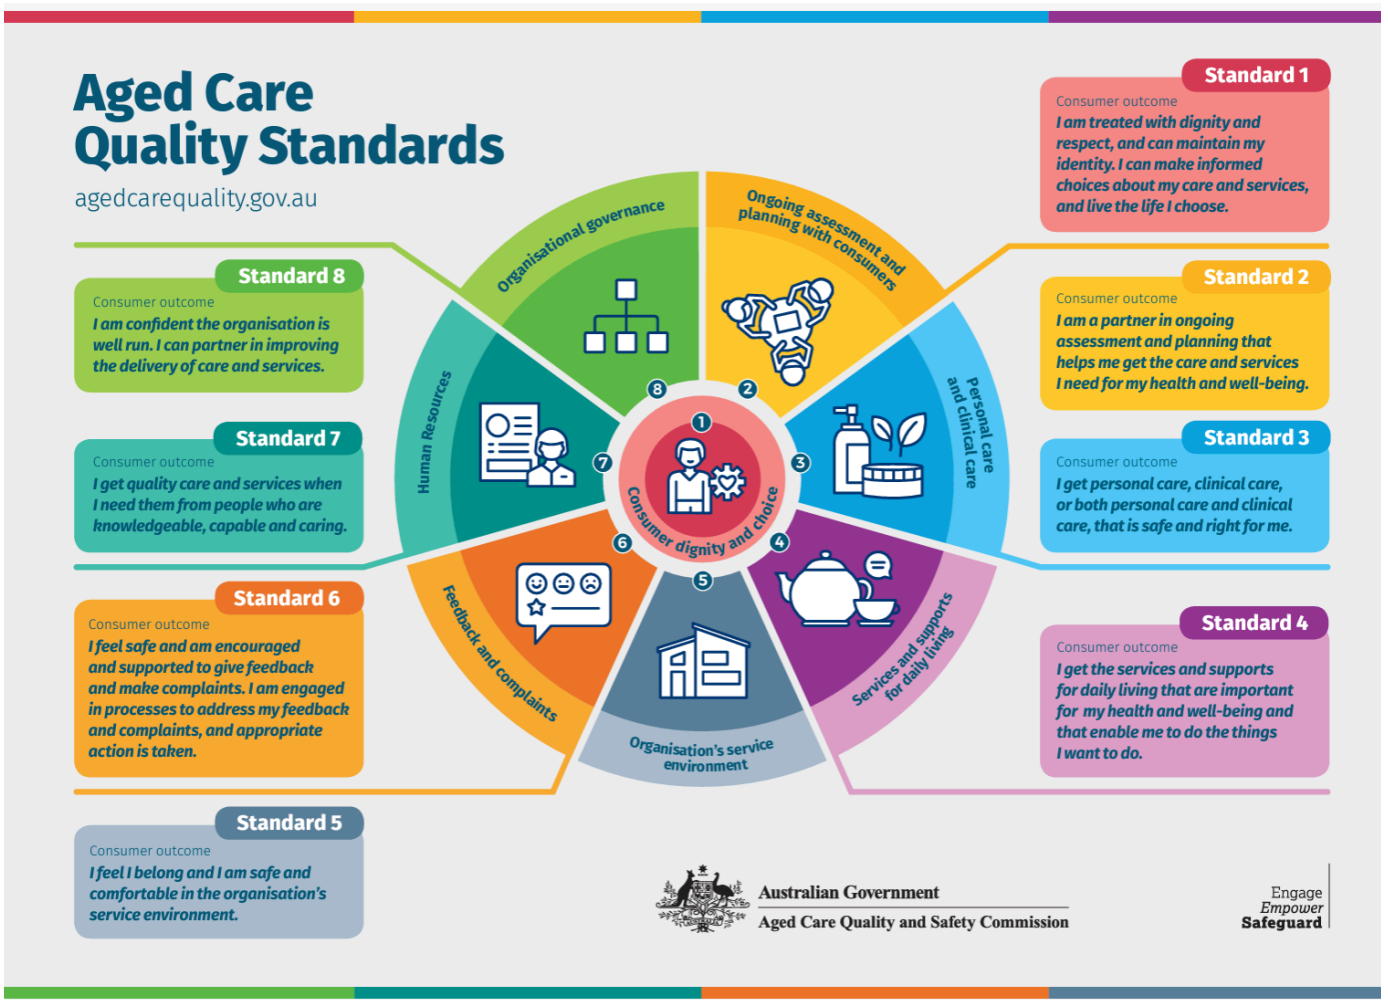 Aged Care
Quality Standards
agedcarequality.gov.au
Standard 1
Consumer outcome
I am treated with dignity and
respect, and can maintain my
identity. I can make informed
choices about my care and services,
and live the life I choose.
Standard 2
Consumer outcome
I am a partner in ongoing
assessment and planning that
helps me get the care and services
I need for my health and well-being.
Standard 3
Consumer outcome
I get personal care, clinical care,
or both personal care and clinical
care, that is safe and right for me.
Standard 4
Consumer outcome
I get the services and supports
for daily living that are important
for my health and well-being and
that enable me to do the things
I want to do.
Standard 8
Consumer outcome
I am confident the organisation is
well run. I can partner in improving
the delivery of care and services.
Standard 7
Consumer outcome
I get quality care and services when
I need them from people who are
knowledgeable, capable and caring.
Standard 6
Consumer outcome
I feel safe and am encouraged
and supported to give feedback
and make complaints. I am engaged
in processes to address my feedback
and complaints, and appropriate
action is taken.
Standard 5
Consumer outcome
I feel I belong and I am safe and
comfortable in the organisation's
service environment.
1
Consumer dignity and choice
2
Ongoing assessment and
planning with consumers
3
Personal care
and clinical care
4
Services and supports
for daily living
5
Organisation's service
environment
6
Feedback and complaints
7
Human Resources
8
Organisational governance
Australian Government
Aged Care Quality and Safety Commission
Engage
Empower
Safeguard